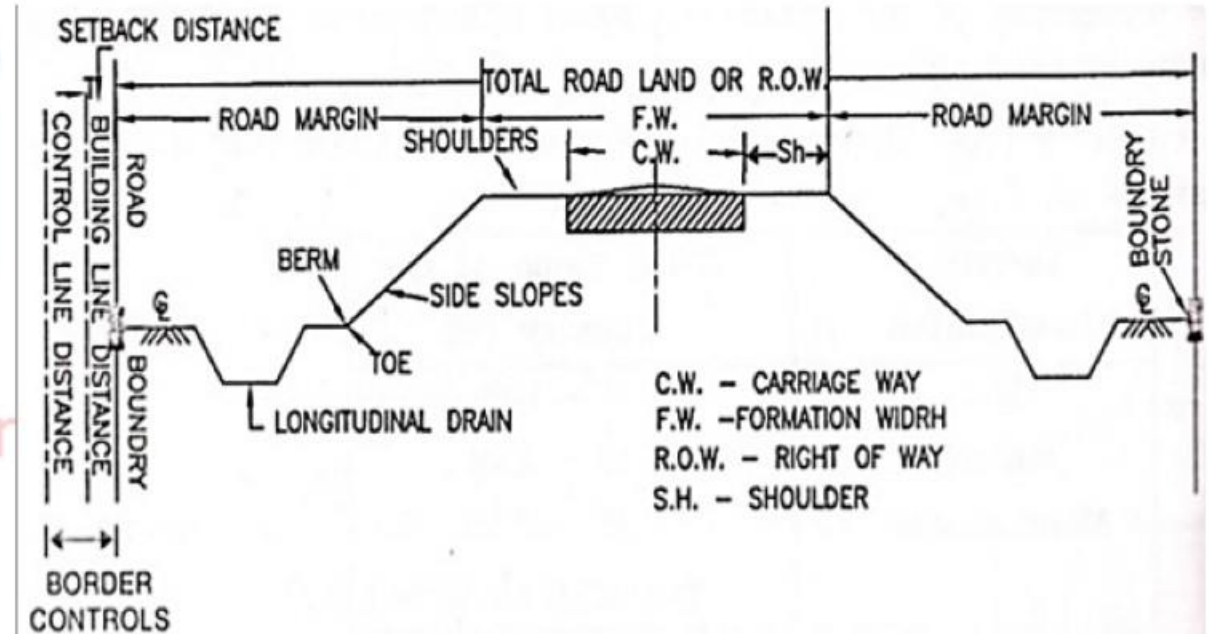 SETBACK DISTANCE
TOTAL ROAD LAND OR R.O.W.
ROAD MARGIN
F.W.
ROAD MARGIN
SHOULDERS
C.W.
Sh
CONTROL LINE DISTANCE
BUILDING LINE DISTANCE
ROAD BOUNDRY
BOUNDRY
STONE
BERM
SIDE SLOPES
TOE
LONGITUDINAL DRAIN
C.W. - CARRIAGE WAY
F.W. -FORMATION WIDRH
R.O.W. - RIGHT OF WAY
S.H. - SHOULDER
BORDER
CONTROLS